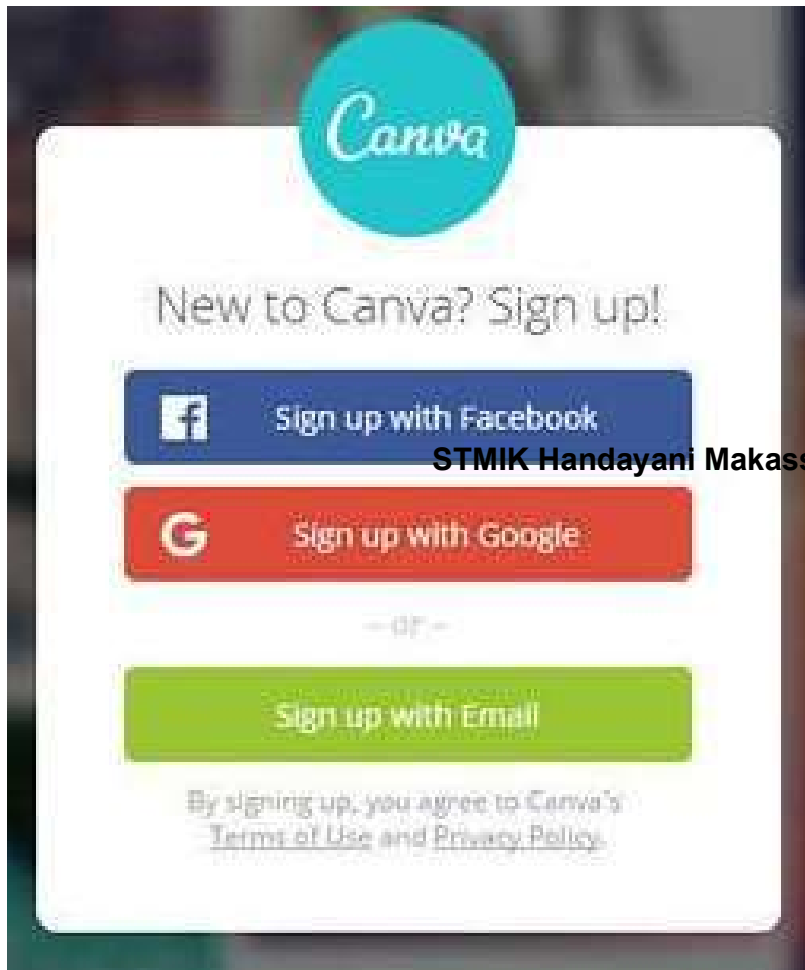 Canva
New to Canva? Sign up!
Sign up with Facebook
STMIK Handayani Makass
Sign up with Google
– or –
Sign up with Email
By signing up, you agree to Canva's
Terms of Use and Privacy Policy.